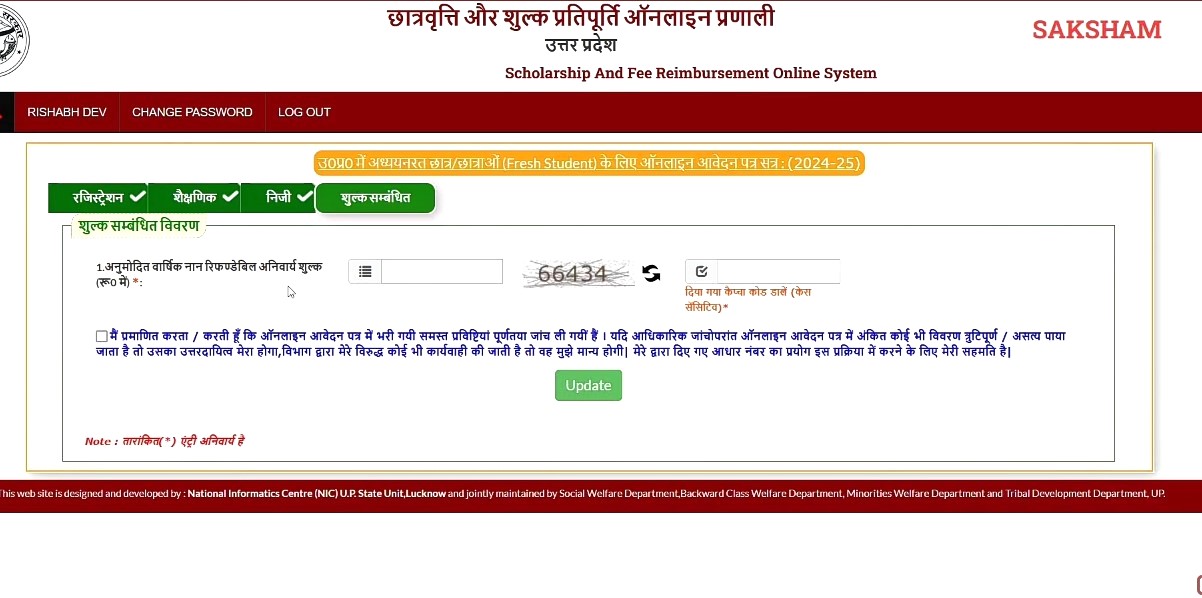 छात्रवृत्ति और शुल्क प्रतिपूर्ति ऑनलाइन प्रणाली
उत्तर प्रदेश
SAKSHAM
Scholarship And Fee Reimbursement Online System
RISHABH DEV CHANGE PASSWORD LOG OUT
उ0प्र0 में अध्ययनरत छात्र/छात्राओं (Fresh Student) के लिए ऑनलाइन आवेदन पत्र सत्र : (2024-25)
रजिस्ट्रेशन शैक्षणिक निजी शुल्क सम्बंधित
शुल्क सम्बंधित विवरण
1.अनुमोदित वार्षिक नान रिफण्डेबिल अनिवार्य शुल्क
(रू0 में) *:
66434
दिया गया कैप्चा कोड डालें (केस
सेंसिटिव)*
मैं प्रमाणित करता / करती हूँ कि ऑनलाइन आवेदन पत्र में भरी गयी समस्त प्रविष्टियां पूर्णतया जांच ली गयीं हैं । यदि आधिकारिक जांचोपरांत ऑनलाइन आवेदन पत्र में अंकित कोई भी विवरण त्रुटिपूर्ण / असत्य पाया
जाता है तो उसका उत्तरदायित्व मेरा होगा,विभाग द्वारा मेरे विरुद्ध कोई भी कार्यवाही की जाती है तो वह मुझे मान्य होगी| मेरे द्वारा दिए गए आधार नंबर का प्रयोग इस प्रक्रिया में करने के लिए मेरी सहमति है|
Update
Note : तारांकित(*) एंट्री अनिवार्य हे
This web site is designed and developed by : National Informatics Centre (NIC) U.P. State Unit,Lucknow and jointly maintained by Social Welfare Department,Backward Class Welfare Department, Minorities Welfare Department and Tribal Development Department, UP.